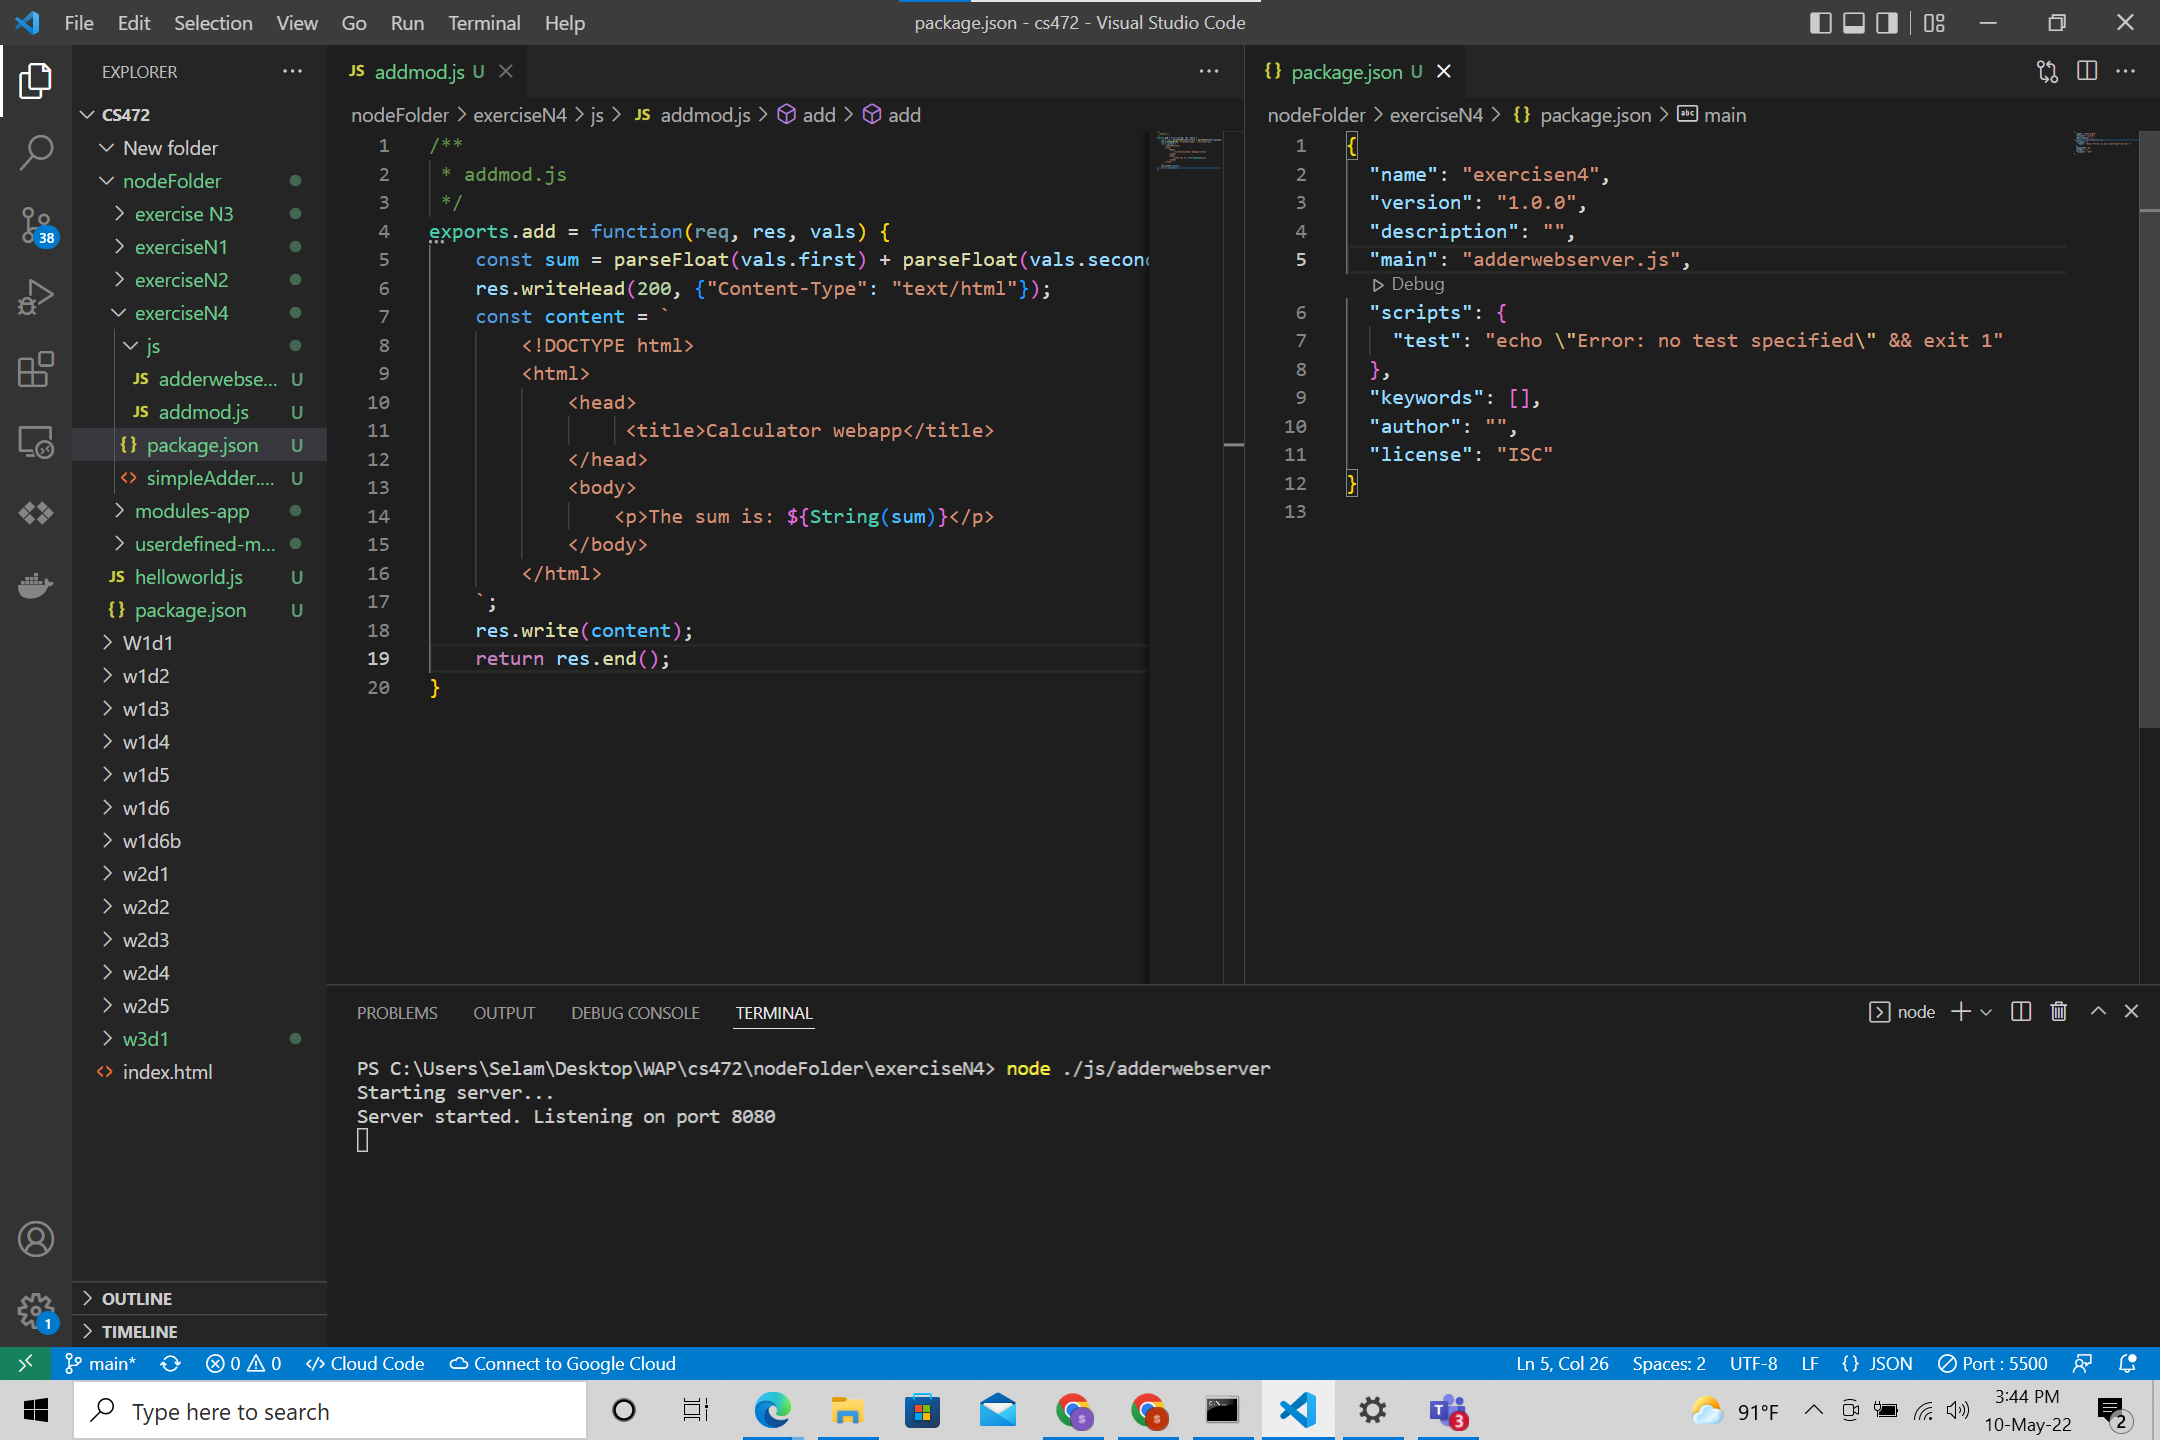 File Edit Selection View Go Run Terminal Help
package.json - cs472 - Visual Studio Code
EXPLORER
CS472
New folder
nodeFolder
exercise N3
exerciseN1
exerciseN2
exerciseN4
js
JS adderwebse... U
JS addmod.js U
{} package.json U
<> simpleAdder.... U
modules-app
userdefined-m...
JS helloworld.js U
{} package.json U
W1d1
w1d2
w1d3
w1d4
w1d5
w1d6
w1d6b
w2d1
w2d2
w2d3
w2d4
w2d5
w3d1
<> index.html
OUTLINE
TIMELINE
38
1
JS addmod.js U
nodeFolder > exerciseN4 > js > JS addmod.js > add > add
1 /**
2  * addmod.js
3  */
4 exports.add = function(req, res, vals) {
5     const sum = parseFloat(vals.first) + parseFloat(vals.secon
6     res.writeHead(200, {"Content-Type": "text/html"});
7     const content = `
8         <!DOCTYPE html>
9         <html>
10             <head>
11                  <title>Calculator webapp</title>
12             </head>
13             <body>
14                 <p>The sum is: ${String(sum)}</p>
15             </body>
16         </html>
17     `;
18     res.write(content);
19     return res.end();
20 }
{} package.json U
nodeFolder > exerciseN4 > {} package.json > abc main
1 {
2   "name": "exercisen4",
3   "version": "1.0.0",
4   "description": "",
5   "main": "adderwebserver.js",
Debug
6   "scripts": {
7     "test": "echo \"Error: no test specified\" && exit 1"
8   },
9   "keywords": [],
10   "author": "",
11   "license": "ISC"
12 }
13
PROBLEMS OUTPUT DEBUG CONSOLE TERMINAL
node
PS C:\Users\Selam\Desktop\WAP\cs472\nodeFolder\exerciseN4> node ./js/adderwebserver
Starting server...
Server started. Listening on port 8080
main* 0 0 </> Cloud Code Connect to Google Cloud
Ln 5, Col 26 Spaces: 2 UTF-8 LF {} JSON Port : 5500
Type here to search
S
S
T 3
91°F
3:44 PM
10-May-22
2